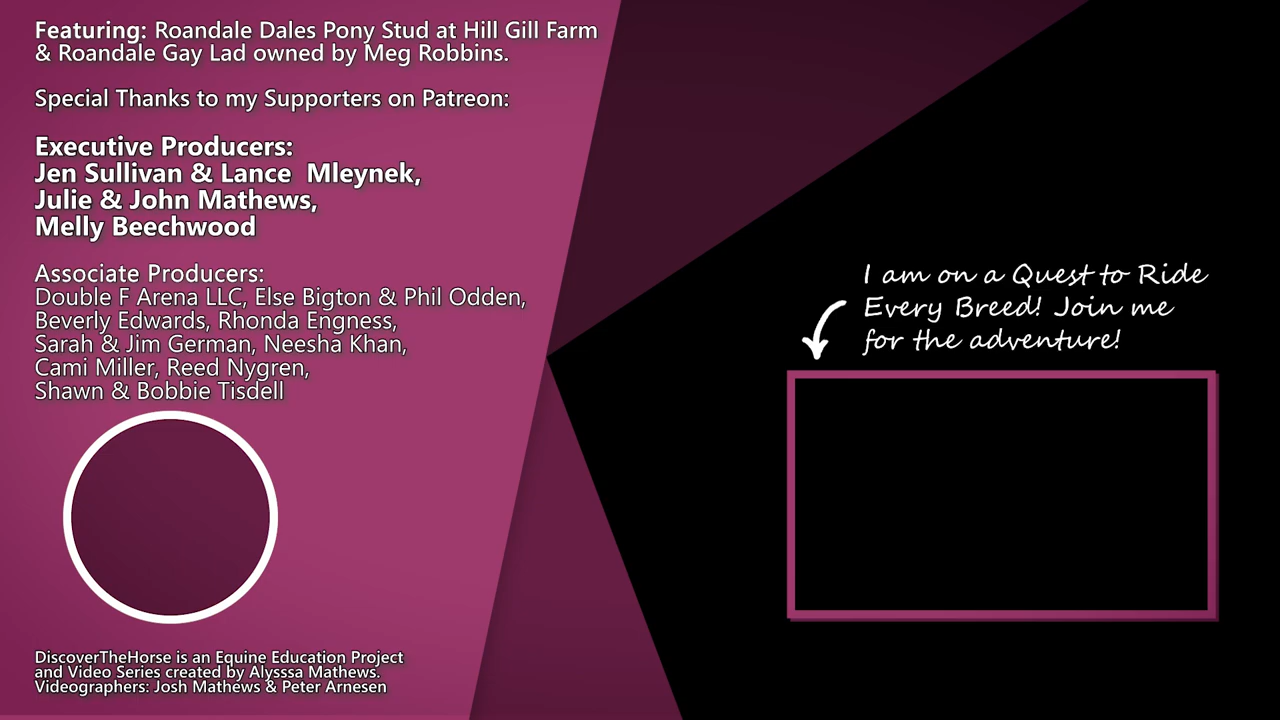 Featuring: Roandale Dales Pony Stud at Hill Gill Farm
& Roandale Gay Lad owned by Meg Robbins.
Special Thanks to my Supporters on Patreon:
Executive Producers:
Jen Sullivan & Lance  Mleynek,
Julie & John Mathews,
Melly Beechwood
Associate Producers:
Double F Arena LLC, Else Bigton & Phil Odden,
Beverly Edwards, Rhonda Engness,
Sarah & Jim German, Neesha Khan,
Cami Miller, Reed Nygren,
Shawn & Bobbie Tisdell
DiscoverTheHorse is an Equine Education Project
and Video Series created by Alysssa Mathews.
Videographers: Josh Mathews & Peter Arnesen
I am on a Quest to Ride
Every Breed! Join me
for the adventure!